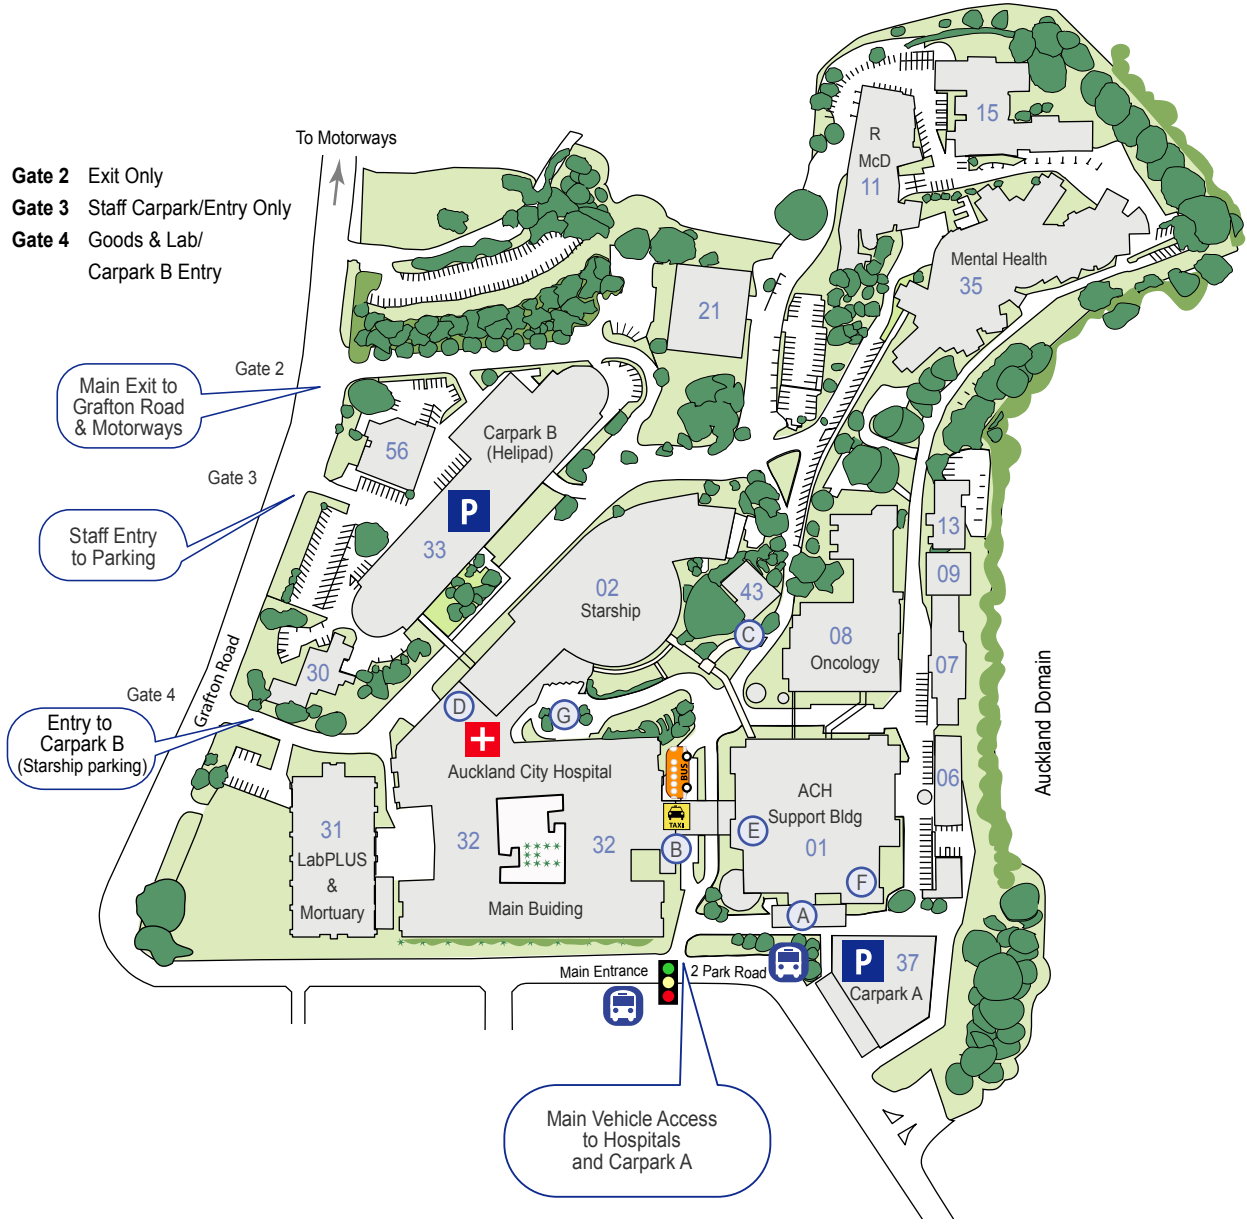 To Motorways
Gate 2 Exit Only
Gate 3 Staff Carpark/Entry Only
Gate 4 Goods & Lab/
Carpark B Entry
15
R
McD
11
Mental Health
35
21
Gate 2
Main Exit to
Grafton Road
& Motorways
Carpark B
(Helipad)
56
Gate 3
P
Staff Entry
to Parking
33
13
09
02
Starship
43
C
08
Oncology
07
30
Grafton Road
Gate 4
Entry to
Carpark B
(Starship parking)
D
G
Auckland Domain
Auckland City Hospital
BUS
TAXI
ACH
Support Bldg
01
06
31
LabPLUS
&
Mortuary
32
32
E
B
F
A
Main Buiding
Main Entrance
2 Park Road
P
37
Carpark A
Main Vehicle Access
to Hospitals
and Carpark A